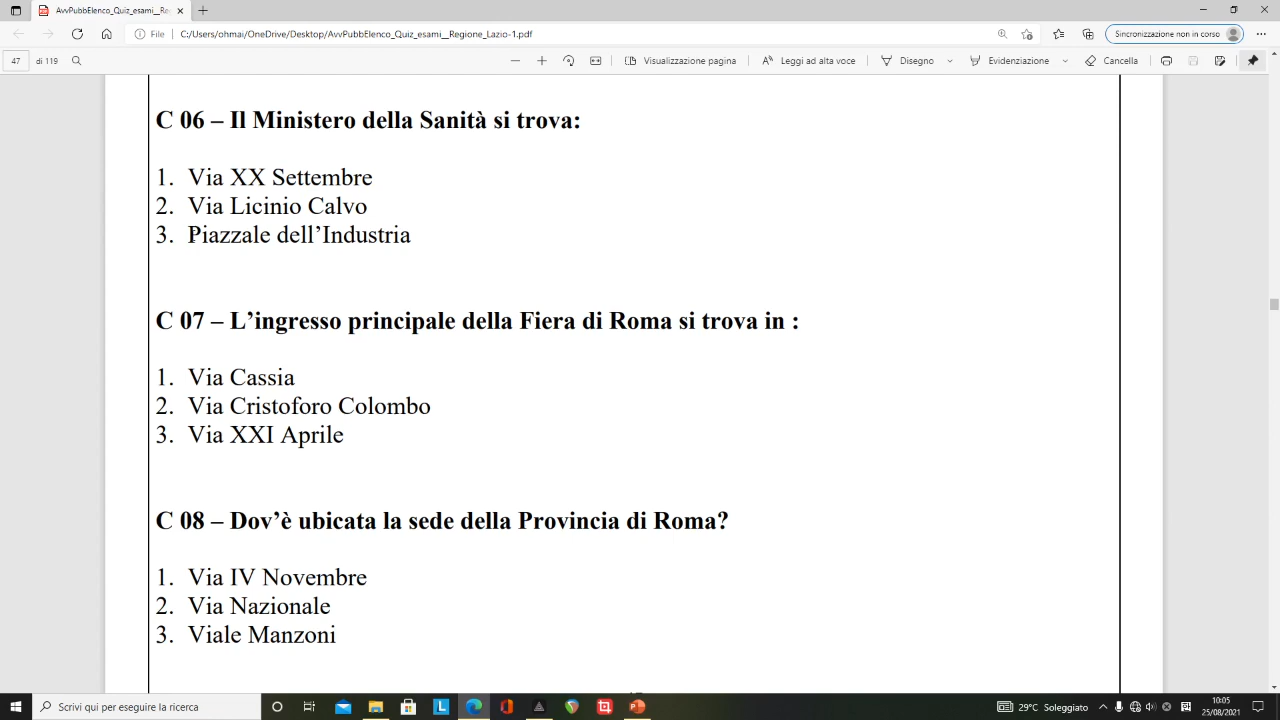 AvvPubbElenco_Quiz_esami__Re
File
C:/Users/ohmai/OneDrive/Desktop/AvvPubbElenco_Quiz_esami__Regione_Lazio-1.pdf
Sincronizzazione non in corso
47 di 119
Visualizzazione pagina
Leggi ad alta voce
Disegno
Evidenziazione
Cancella
C 06 – Il Ministero della Sanità si trova:
1. Via XX Settembre
2. Via Licinio Calvo
3. Piazzale dell’Industria
C 07 – L’ingresso principale della Fiera di Roma si trova in :
1. Via Cassia
2. Via Cristoforo Colombo
3. Via XXI Aprile
C 08 – Dov’è ubicata la sede della Provincia di Roma?
1. Via IV Novembre
2. Via Nazionale
3. Viale Manzoni
Scrivi qui per eseguire la ricerca
29°C Soleggiato
10:05
25/08/2021